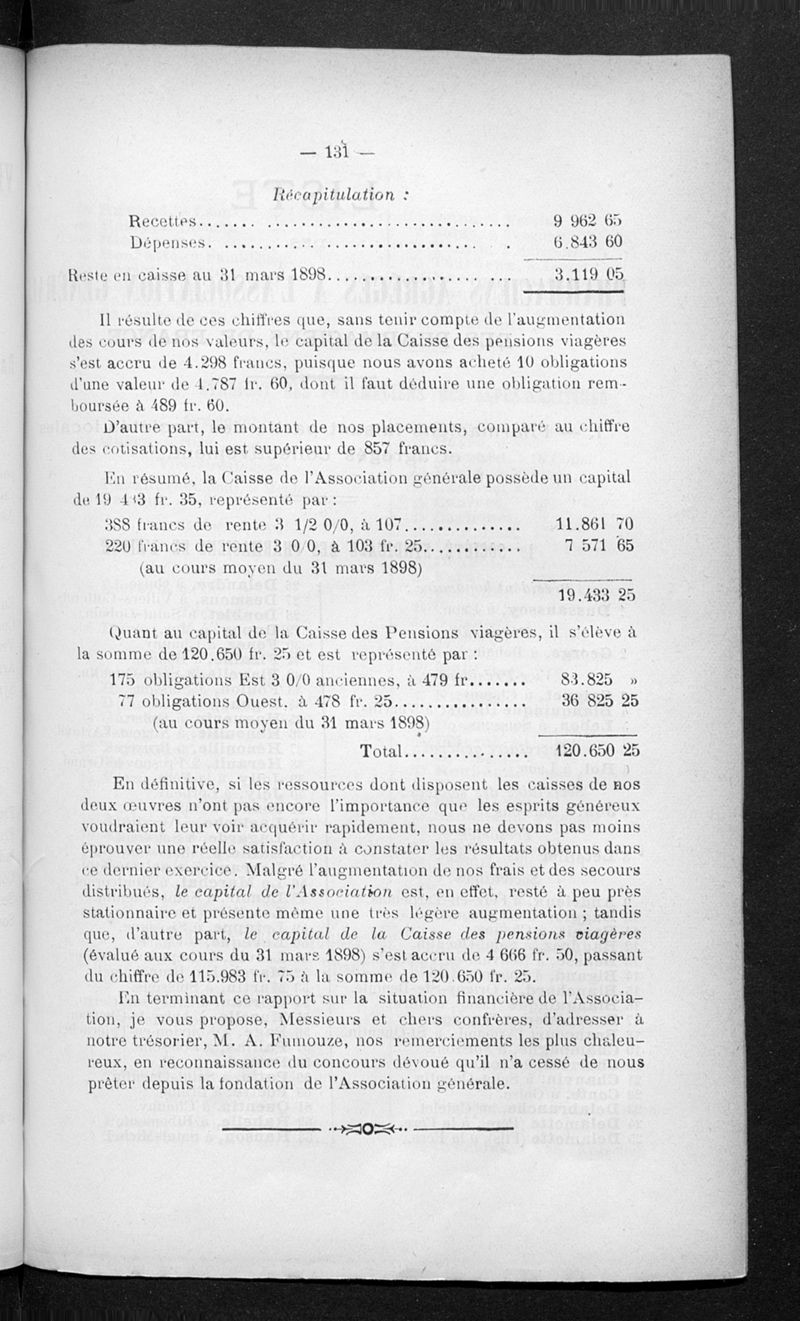 — 131 —
Récapitulation :
Recettes.................................... 9 962 65
Dépenses................................... 6.843 60
Reste en caisse au 31 mars 1898..................... 3.119 05
Il résulte de ces chiffres que, sans tenir compte de l'augmentation
des cours de nos valeurs, le capital de la Caisse des pensions viagères
s'est accru de 4.298 francs, puisque nous avons acheté 10 obligations
d'une valeur de 4.787 fr. 60, dont il faut déduire une obligation rem-
boursée à 489 fr. 60.
D'autre part, le montant de nos placements, comparé au chiffre
des cotisations, lui est supérieur de 857 francs.
En résumé, la Caisse de l'Association générale possède un capital
de 19 433 fr. 35, représenté par :
388 francs de rente 3 1/2 0/0, à 107.............. 11.861 70
220 francs de rente 3 0 0, à 103 fr. 25............ 7 571 65
(au cours moyen du 31 mars 1898)
19.433 25
Quant au capital de la Caisse des Pensions viagères, il s'élève à
la somme de 120.650 fr. 25 et est représenté par :
175 obligations Est 3 0/0 anciennes, à 479 fr....... 83.825 »
77 obligations Ouest. à 478 fr. 25................ 36 825 25
(au cours moyen du 31 mars 1898)
Total............... 120.650 25
En définitive, si les ressources dont disposent les caisses de nos
deux œuvres n'ont pas encore l'importance que les esprits généreux
voudraient leur voir acquérir rapidement, nous ne devons pas moins
éprouver une réelle satisfaction à constater les résultats obtenus dans
ce dernier exercice. Malgré l'augmentation de nos frais et des secours
distribués, le capital de l'Association est, en effet, resté à peu près
stationnaire et présente même une très légère augmentation ; tandis
que, d'autre part, le capital de la Caisse des pensions viagères
(évalué aux cours du 31 mars 1898) s'est accru de 4 666 fr. 50, passant
du chiffre de 115.983 fr. 75 à la somme de 120.650 fr. 25.
En terminant ce rapport sur la situation financière de l'Associa-
tion, je vous propose, Messieurs et chers confrères, d'adresser à
notre trésorier, M. A. Fumouze, nos remerciements les plus chaleu-
reux, en reconnaissance du concours dévoué qu'il n'a cessé de nous
prêter depuis la fondation de l'Association générale.